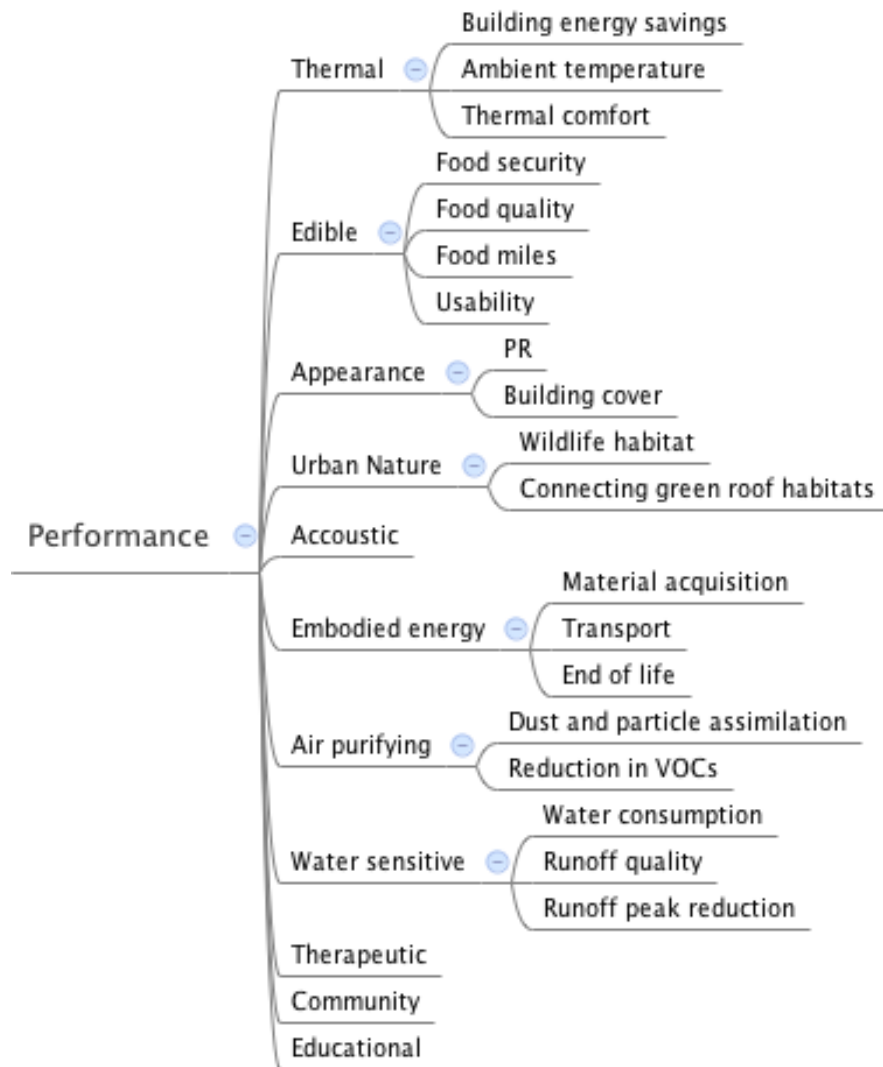 Performance
Thermal
Building energy savings
Ambient temperature
Thermal comfort
Edible
Food security
Food quality
Food miles
Usability
Appearance
PR
Building cover
Urban Nature
Wildlife habitat
Connecting green roof habitats
Accoustic
Embodied energy
Material acquisition
Transport
End of life
Air purifying
Dust and particle assimilation
Reduction in VOCs
Water sensitive
Water consumption
Runoff quality
Runoff peak reduction
Therapeutic
Community
Educational